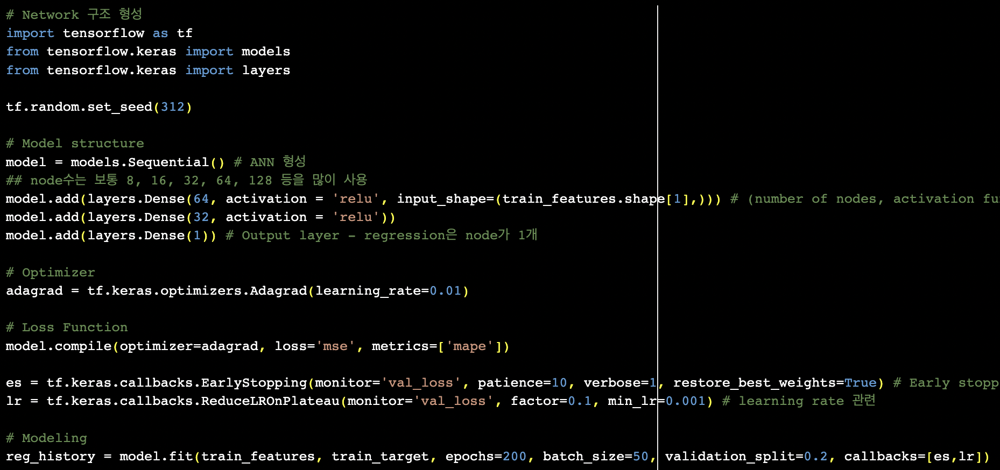 # Network 구조 형성
import tensorflow as tf
from tensorflow.keras import models
from tensorflow.keras import layers
tf.random.set_seed(312)
# Model structure
model = models.Sequential() # ANN 형성
## node수는 보통 8, 16, 32, 64, 128 등을 많이 사용
model.add(layers.Dense(64, activation = 'relu', input_shape=(train_features.shape[1],))) # (number of nodes, activation
model.add(layers.Dense(32, activation = 'relu'))
model.add(layers.Dense(1)) # Output layer - regression은 node가 1개
# Optimizer
adagrad = tf.keras.optimizers.Adagrad(learning_rate=0.01)
# Loss Function
model.compile(optimizer=adagrad, loss='mse', metrics=['mape'])
es = tf.keras.callbacks.EarlyStopping(monitor='val_loss', patience=10, verbose=1, restore_best_weights=True) # Early
lr = tf.keras.callbacks.ReduceLROnPlateau(monitor='val_loss', factor=0.1, min_lr=0.001) # learning rate 관련
# Modeling
reg_history = model.fit(train_features, train_target, epochs=200, batch_size=50, validation_split=0.2, callbacks=[es,lr])